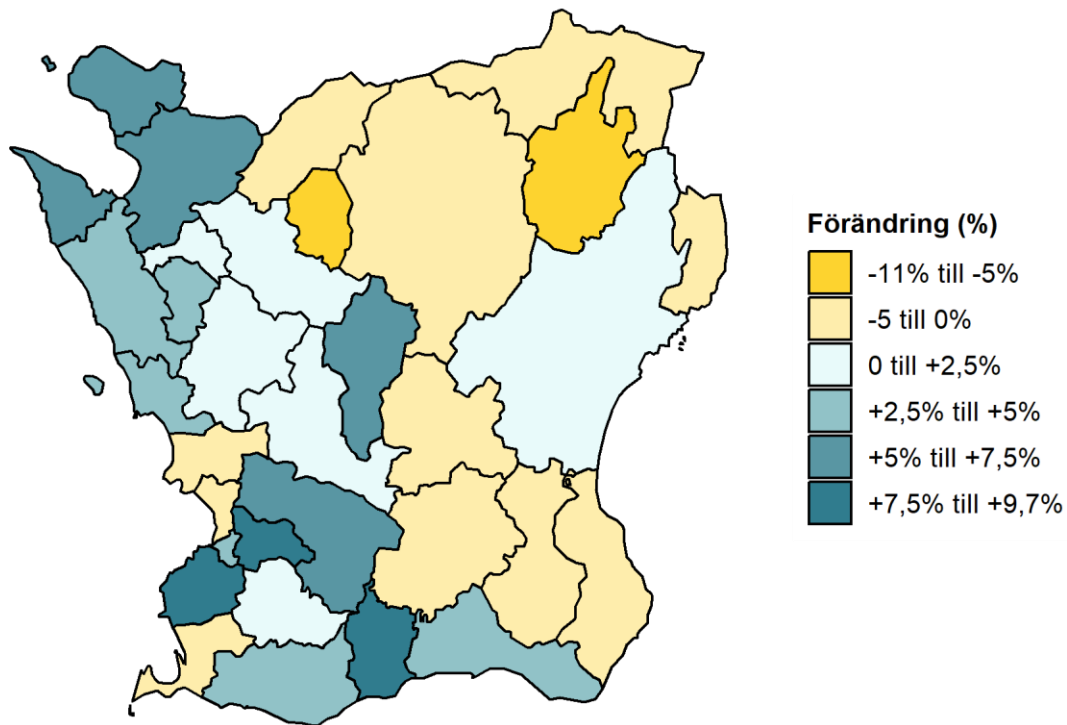 Förändring (%)
-11% till -5%
-5 till 0%
0 till +2,5%
+2,5% till +5%
+5% till +7,5%
+7,5% till +9,7%